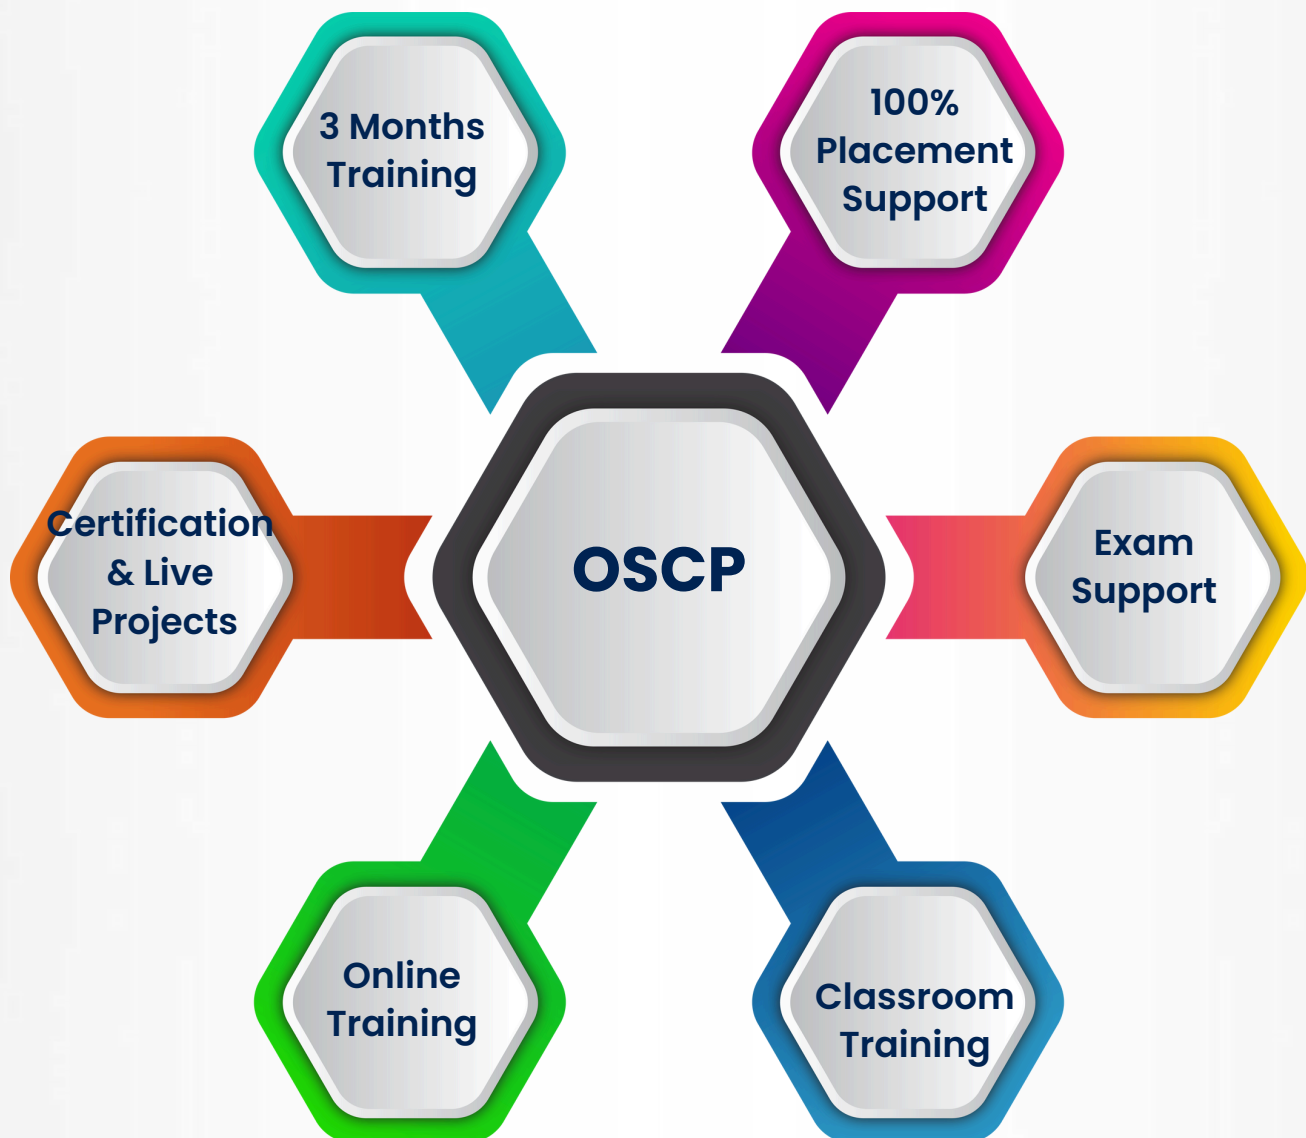 3 Months
Training
100%
Placement
Support
Certification
& Live
Projects
OSCP
Exam
Support
Online
Training
Classroom
Training